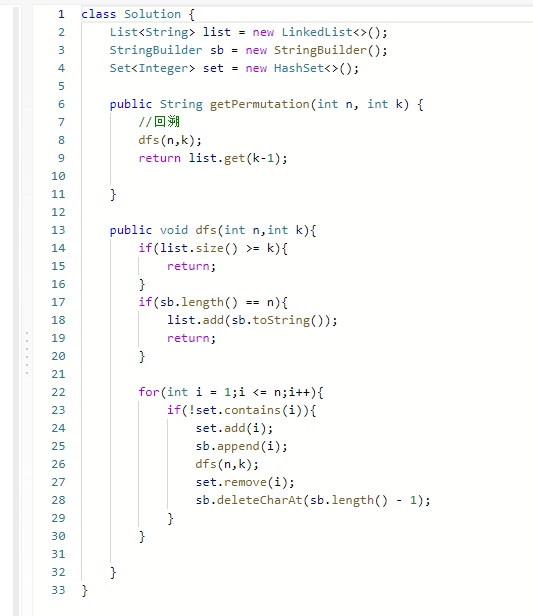 1 class Solution {
2 List<String> list = new LinkedList<>();
3 StringBuilder sb = new StringBuilder();
4 Set<Integer> set = new HashSet<>();
5
6 public String getPermutation(int n, int k) {
7 //回溯
8 dfs(n,k);
9 return list.get(k-1);
10
11 }
12
13 public void dfs(int n,int k){
14 if(list.size() >= k){
15 return;
16 }
17 if(sb.length() == n){
18 list.add(sb.toString());
19 return;
20 }
21
22 for(int i = 1;i <= n;i++){
23 if(!set.contains(i)){
24 set.add(i);
25 sb.append(i);
26 dfs(n,k);
27 set.remove(i);
28 sb.deleteCharAt(sb.length() - 1);
29 }
30 }
31
32 }
33 }